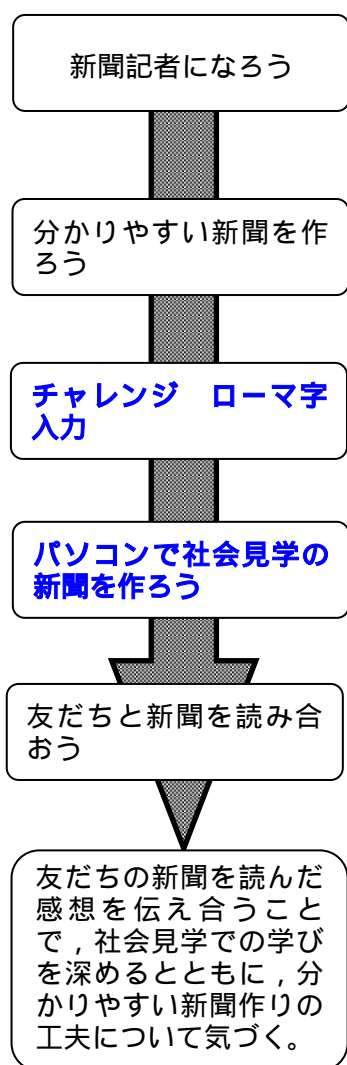 新聞記者になろう
分かりやすい新聞を作
ろう
チャレンジ　ローマ字
入力
パソコンで社会見学の
新聞を作ろう
友だちと新聞を読み合
おう
友だちの新聞を読んだ
感想を伝え合うこと
で，社会見学での学び
を深めるとともに，分
かりやすい新聞作りの
工夫について気づく。